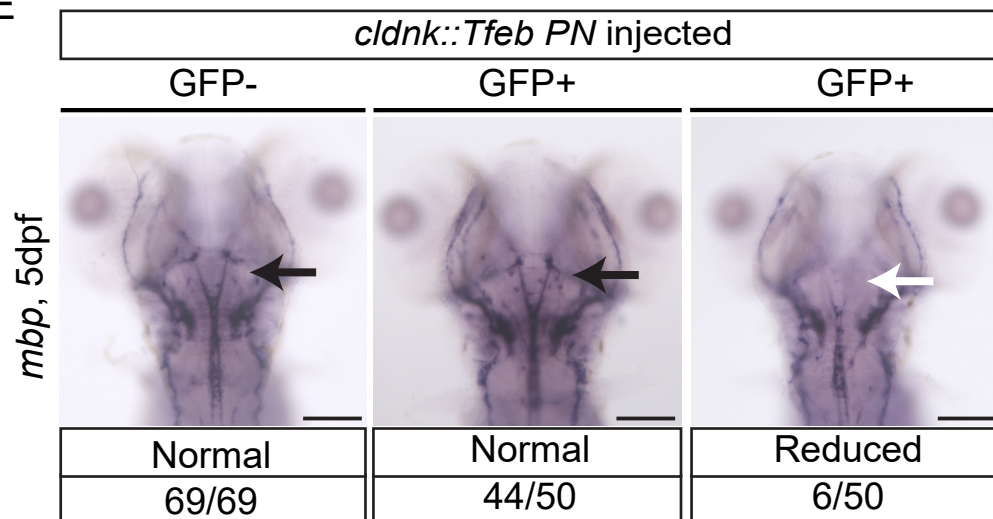 E
cldnk::Tfeb PN injected
GFP- GFP+ GFP+
mbp, 5dpf
Normal Normal Reduced
69/69 44/50 6/50